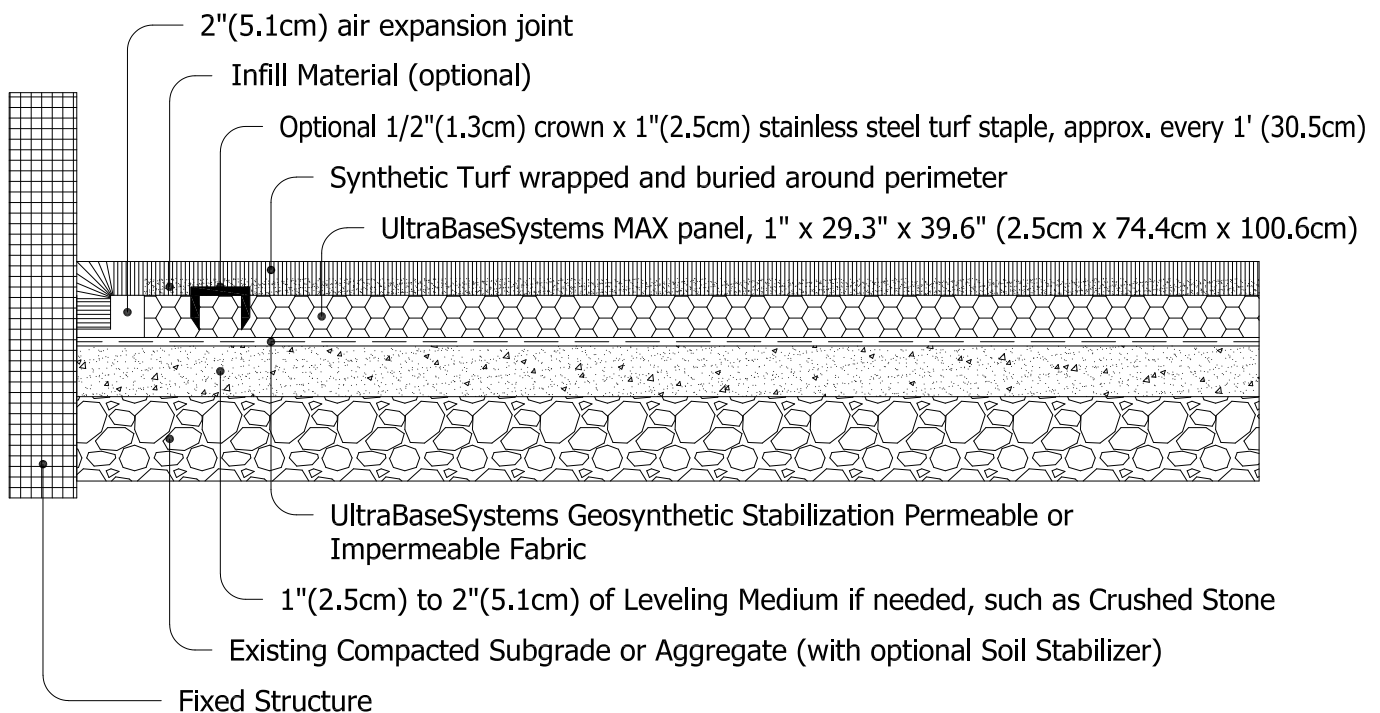 2"(5.1cm) air expansion joint
Infill Material (optional)
Optional 1/2"(1.3cm) crown x 1"(2.5cm) stainless steel turf staple, approx. every 1' (30.5cm)
Synthetic Turf wrapped and buried around perimeter
UltraBaseSystems MAX panel, 1" x 29.3" x 39.6" (2.5cm x 74.4cm x 100.6cm)
UltraBaseSystems Geosynthetic Stabilization Permeable or
Impermeable Fabric
1"(2.5cm) to 2"(5.1cm) of Leveling Medium if needed, such as Crushed Stone
Existing Compacted Subgrade or Aggregate (with optional Soil Stabilizer)
Fixed Structure